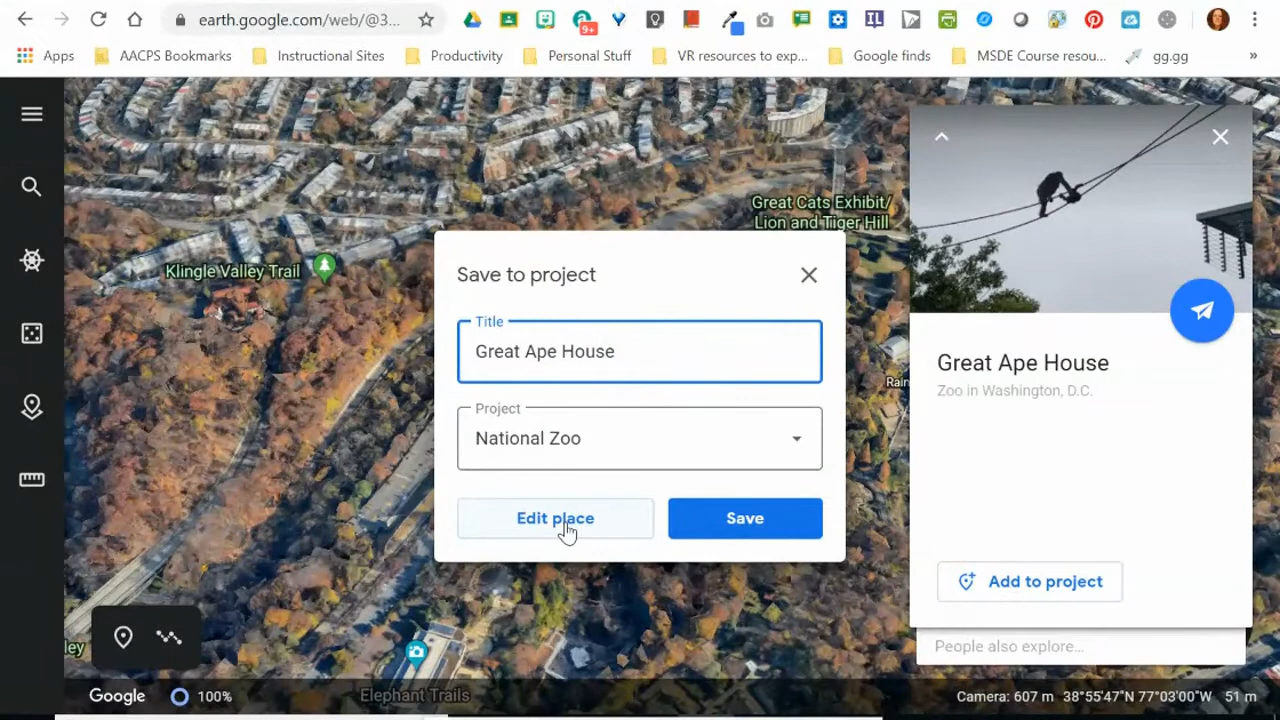 earth.google.com/web/@3...
9+
Apps
AACPS Bookmarks
Instructional Sites
Productivity
Personal Stuff
VR resources to exp...
Google finds
MSDE Course resou...
gg.gg
»
Great Cats Exhibit/
Lion and Tiger Hill
Klingle Valley Trail
Save to project
Title
Great Ape House
Project
National Zoo
Edit place
Save
Rain
Great Ape House
Zoo in Washington, D.C.
Add to project
People also explore...
ley
Elephant Trails
Google
100%
Camera: 607 m 38°55'47"N 77°03'00"W 51 m